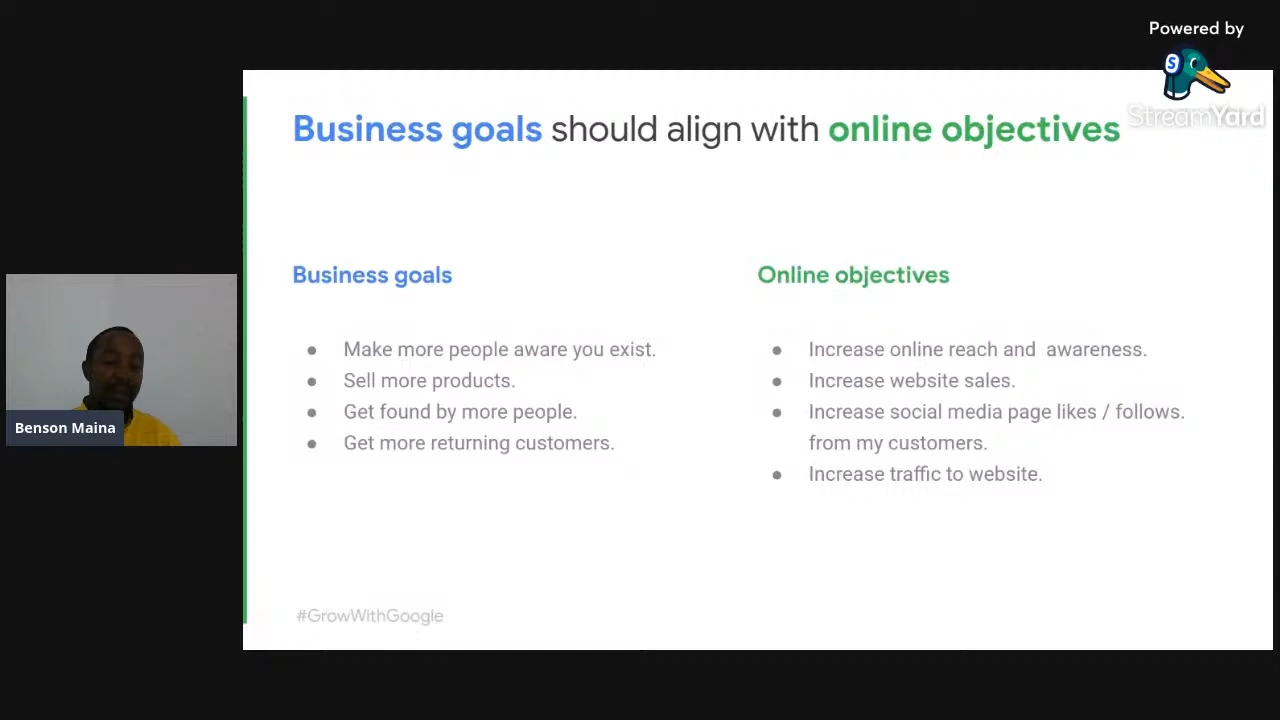 Powered by
S
StreamYard
Business goals should align with online objectives
Business goals
Make more people aware you exist.
Sell more products.
Get found by more people.
Get more returning customers.
Online objectives
Increase online reach and  awareness.
Increase website sales.
Increase social media page likes / follows.
from my customers.
Increase traffic to website.
Benson Maina
#GrowWithGoogle